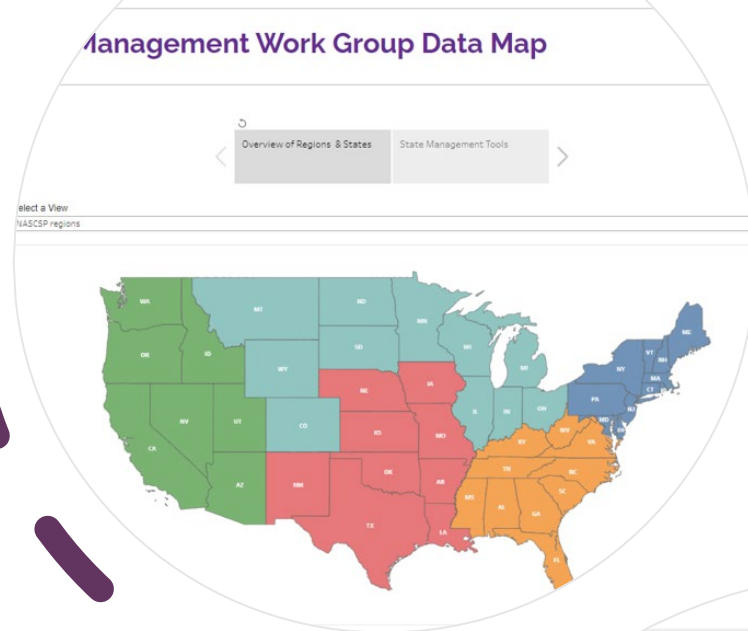 Management Work Group Data Map
Overview of Regions & States
State Management Tools
elect a View
NASCSP regions
WA
MT
ND
MN
OR
ID
SD
WI
MI
ME
VT
NH
NY
MA
CT
WY
NE
IA
PA
NJ
NV
UT
CO
IL
IN
OH
MD
DE
CA
KS
MO
KY
WV
VA
AZ
NM
OK
AR
TN
NC
SC
TX
LA
MS
AL
GA
FL